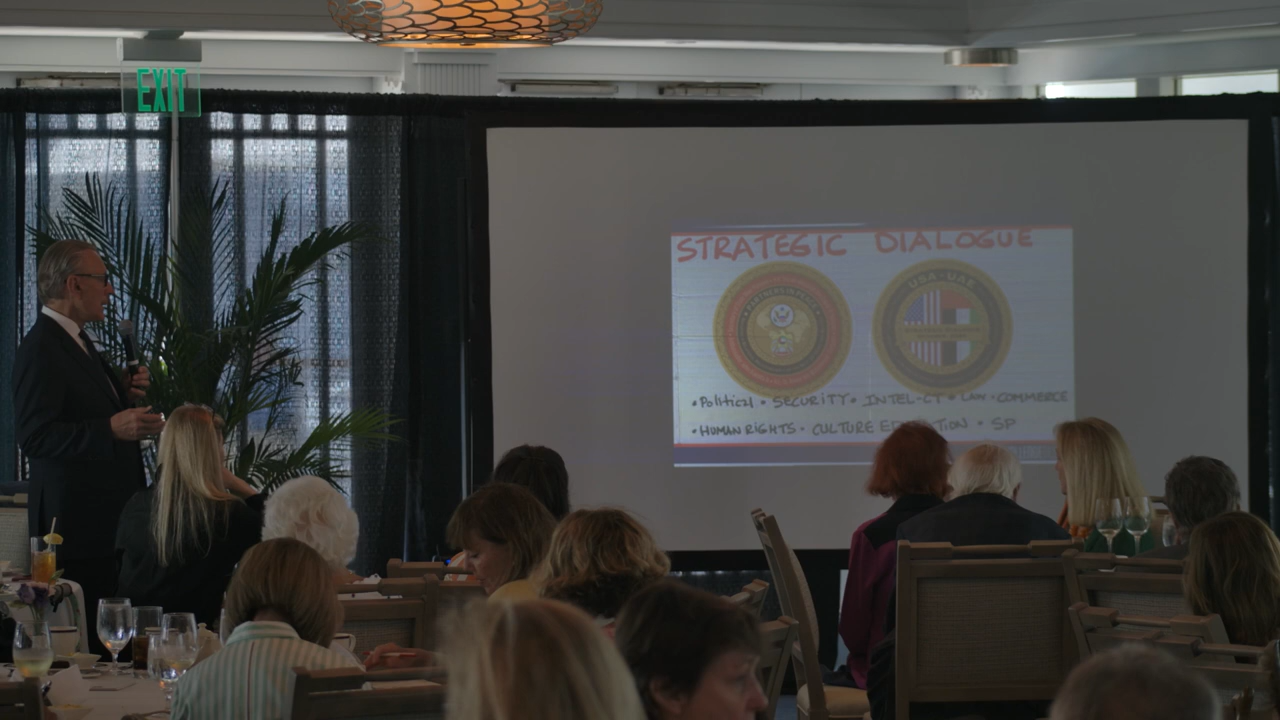 EXIT
STRATEGIC DIALOGUE
USA-UAE
• Political • SECURITY • INTEL-CT • LAW • COMMERCE
• HUMAN RIGHTS • CULTURE EDUCATION • SP